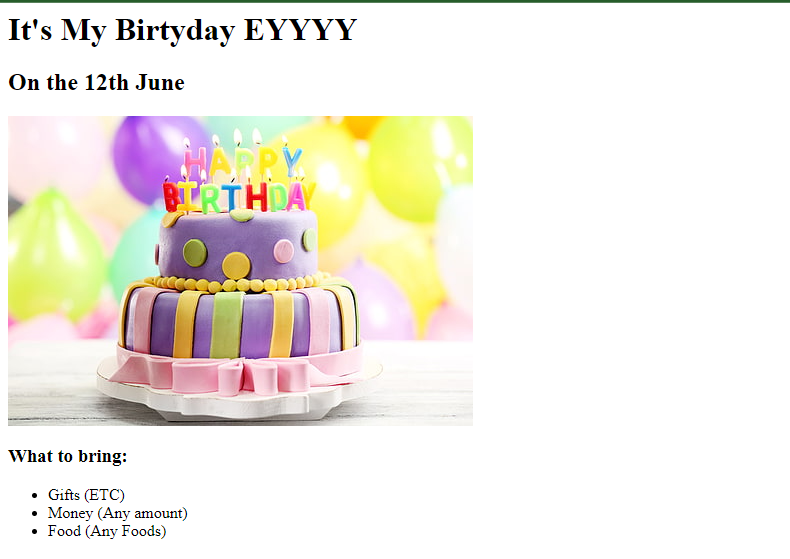 It's My Birtyday EYYYY
On the 12th June
HAPPY
BIRTHDAY
What to bring:
Gifts (ETC)
Money (Any amount)
Food (Any Foods)